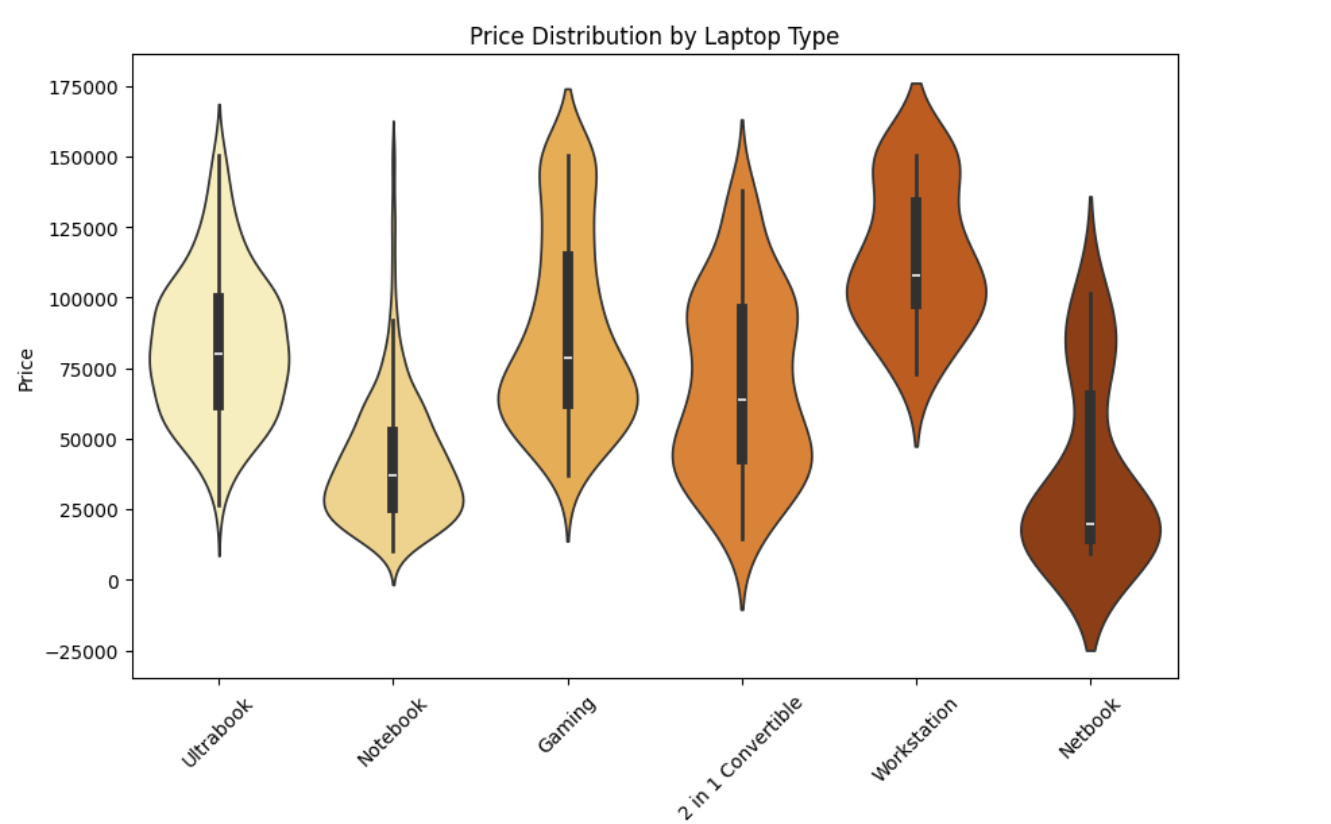 Price Distribution by Laptop Type
Price
175000
150000
125000
100000
75000
50000
25000
0
−25000
Ultrabook
Notebook
Gaming
2 in 1 Convertible
Workstation
Netbook